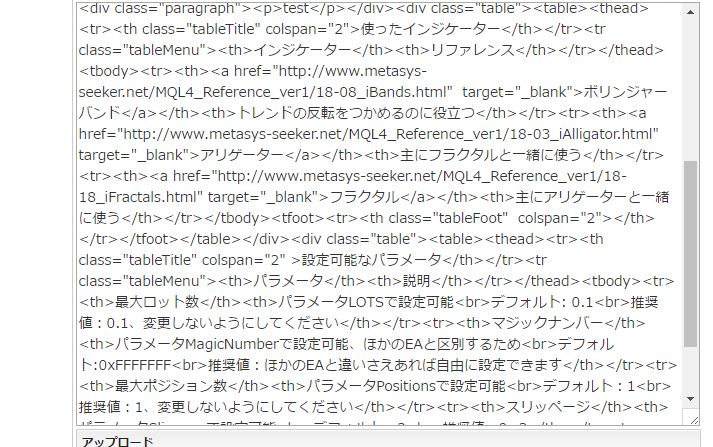 <div class="paragraph"><p>test</p></div><div class="table"><table><thead>
<tr><th class="tableTitle" colspan="2">使ったインジケーター</th></tr><tr
class="tableMenu"><th>インジケーター</th><th>リファレンス</th></tr></thead>
<tbody><tr><th><a href="http://www.metasys-
seeker.net/MQL4_Reference_ver1/18-08_iBands.html"  target="_blank">ボリンジャー
バンド</a></th><th>トレンドの反転をつかめるのに役立つ</th></tr><tr><th><a
href="http://www.metasys-seeker.net/MQL4_Reference_ver1/18-03_iAlligator.html"
target="_blank">アリゲーター</a></th><th>主にフラクタルと一緒に使う</th></tr>
<tr><th><a href="http://www.metasys-seeker.net/MQL4_Reference_ver1/18-
18_iFractals.html" target="_blank">フラクタル</a></th><th>主にアリゲーターと一緒
に使う</th></tr></tbody><tfoot><tr><th class="tableFoot"  colspan="2"></th>
</tr></tfoot></table></div><div class="table"><table><thead><tr><th
class="tableTitle" colspan="2" >設定可能なパラメータ</th></tr><tr
class="tableMenu"><th>パラメータ</th><th>説明</th></tr></thead><tbody><tr>
<th>最大ロット数</th><th>パラメータLOTSで設定可能<br>デフォルト: 0.1<br>推奨
値：0.1、変更しないようにしてください</th></tr><tr><th>マジックナンバー</th>
<th>パラメータMagicNumberで設定可能、ほかのEAと区別するため<br>デフォル
ト:0xFFFFFFF<br>推奨値：ほかのEAと違いさえあれば自由に設定できます</th></tr><tr>
<th>最大ポジション数</th><th>パラメータPositionsで設定可能<br>デフォルト：1<br>
推奨値：1、変更しないようにしてください</th></tr><tr><th>スリッページ</th><th>
アップロード